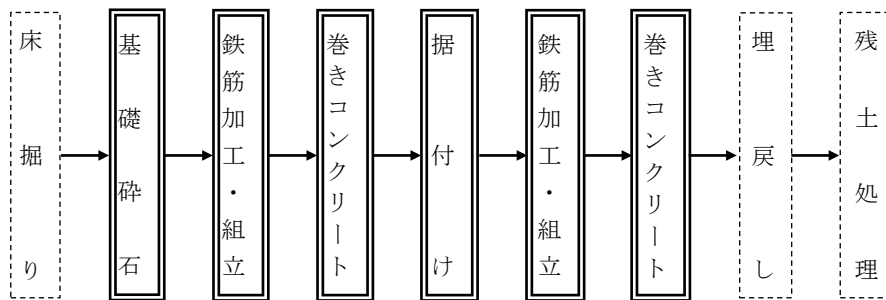 床掘り
基礎砕石
鉄筋加工・組立
巻きコンクリート
据付け
鉄筋加工・組立
巻きコンクリート
埋戻し
残土処理